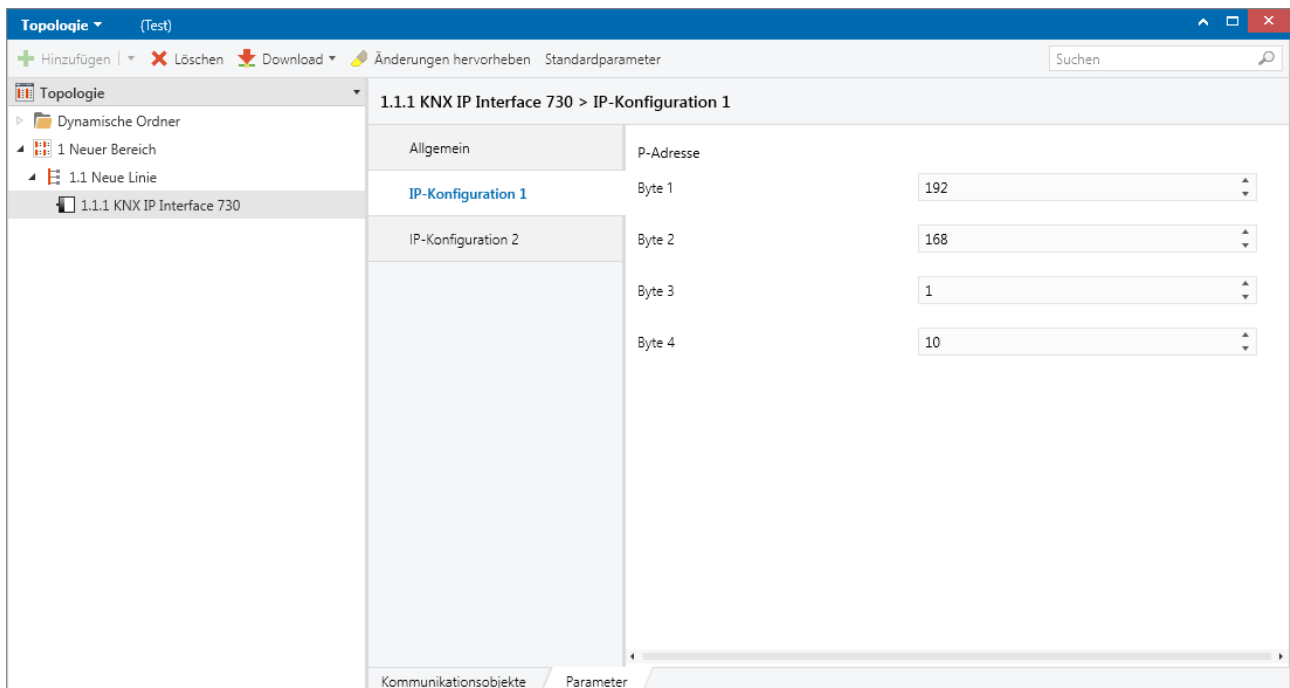 Topologie (Test)
Hinzufügen Löschen Download Änderungen hervorheben Standardparameter Suchen
Topologie
Dynamische Ordner
1 Neuer Bereich
1.1 Neue Linie
1.1.1 KNX IP Interface 730
1.1.1 KNX IP Interface 730 > IP-Konfiguration 1
Allgemein
IP-Konfiguration 1
IP-Konfiguration 2
P-Adresse
Byte 1 192
Byte 2 168
Byte 3 1
Byte 4 10
Kommunikationsobjekte Parameter